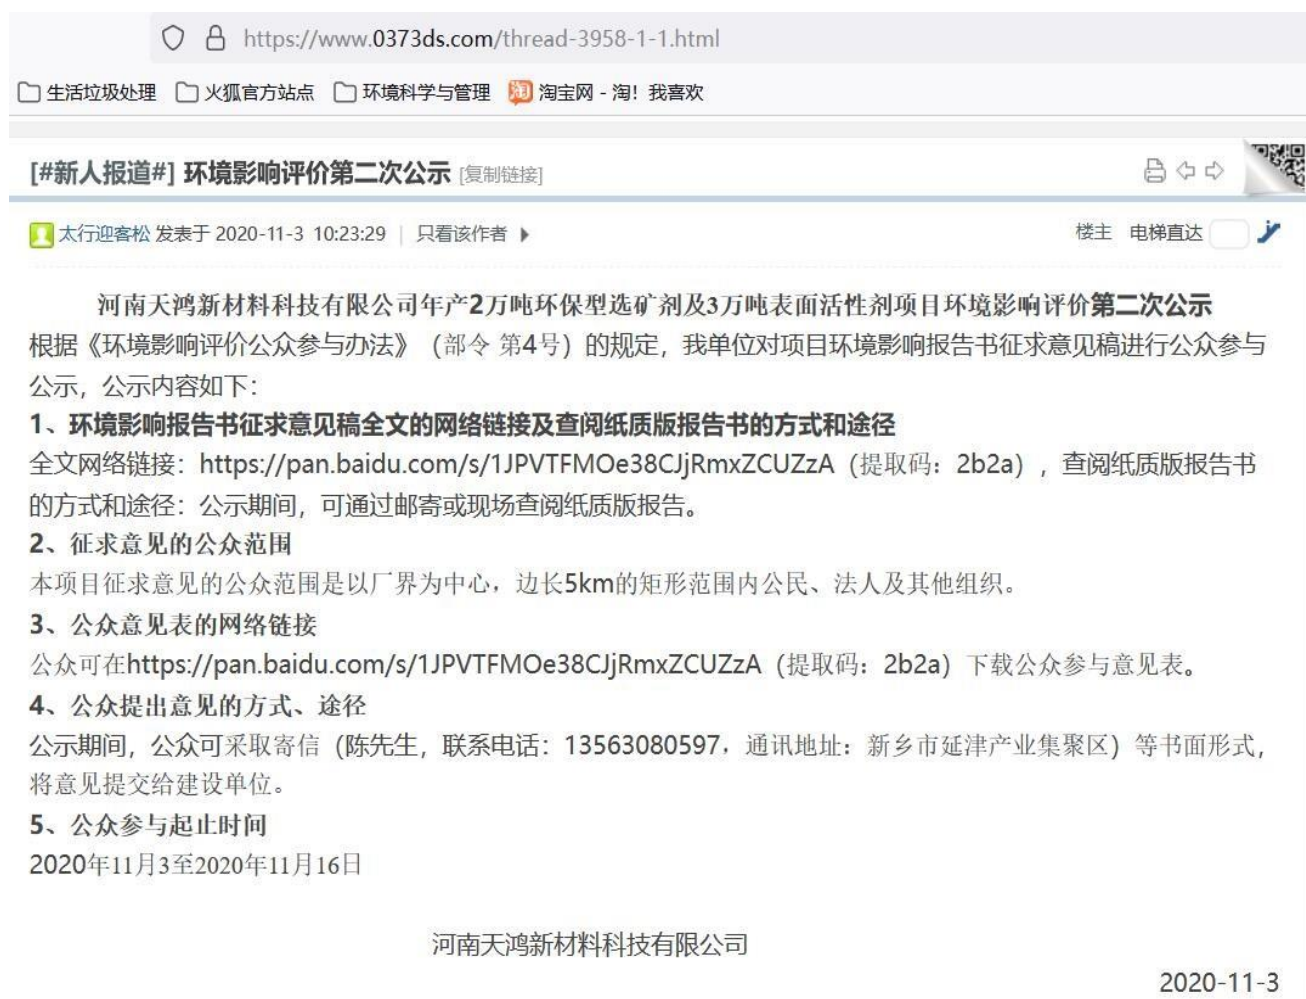 https://www.0373ds.com/thread-3958-1-1.html
生活垃圾处理 火狐官方站点 环境科学与管理 淘 淘宝网 - 淘！我喜欢
[#新人报道#] 环境影响评价第二次公示 [复制链接]
太行迎客松 发表于 2020-11-3 10:23:29 | 只看该作者 楼主 电梯直达
河南天鸿新材料科技有限公司年产2万吨环保型选矿剂及3万吨表面活性剂项目环境影响评价第二次公示
根据《环境影响评价公众参与办法》（部令 第4号）的规定，我单位对项目环境影响报告书征求意见稿进行公众参与
公示，公示内容如下：
1、环境影响报告书征求意见稿全文的网络链接及查阅纸质版报告书的方式和途径
全文网络链接：https://pan.baidu.com/s/1JPVTFMOe38CJjRmxZCUZzA（提取码：2b2a），查阅纸质版报告书
的方式和途径：公示期间，可通过邮寄或现场查阅纸质版报告。
2、征求意见的公众范围
本项目征求意见的公众范围是以厂界为中心，边长5km的矩形范围内公民、法人及其他组织。
3、公众意见表的网络链接
公众可在https://pan.baidu.com/s/1JPVTFMOe38CJjRmxZCUZzA（提取码：2b2a）下载公众参与意见表。
4、公众提出意见的方式、途径
公示期间，公众可采取寄信（陈先生，联系电话：13563080597，通讯地址：新乡市延津产业集聚区）等书面形式，
将意见提交给建设单位。
5、公众参与起止时间
2020年11月3至2020年11月16日
河南天鸿新材料科技有限公司
2020-11-3